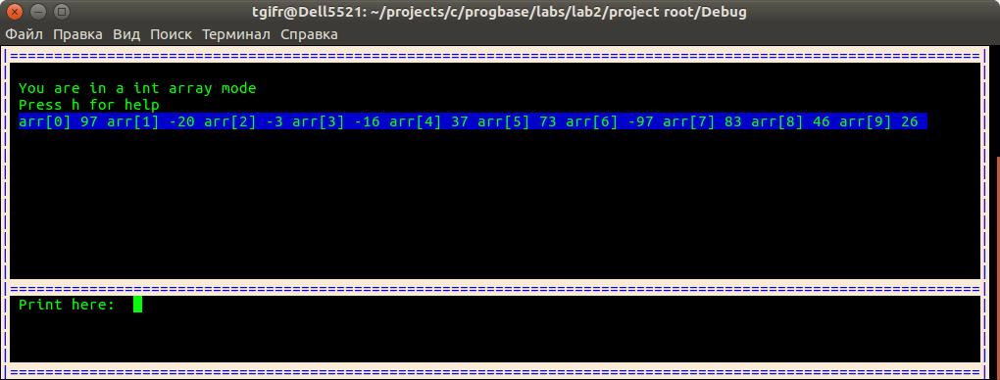 tgifr@Dell5521: ~/projects/c/progbase/labs/lab2/project root/Debug
Файл Правка Вид Поиск Терминал Справка
You are in a int array mode
Press h for help
arr[0] 97 arr[1] -20 arr[2] -3 arr[3] -16 arr[4] 37 arr[5] 73 arr[6] -97 arr[7] 83 arr[8] 46 arr[9] 26
Print here: